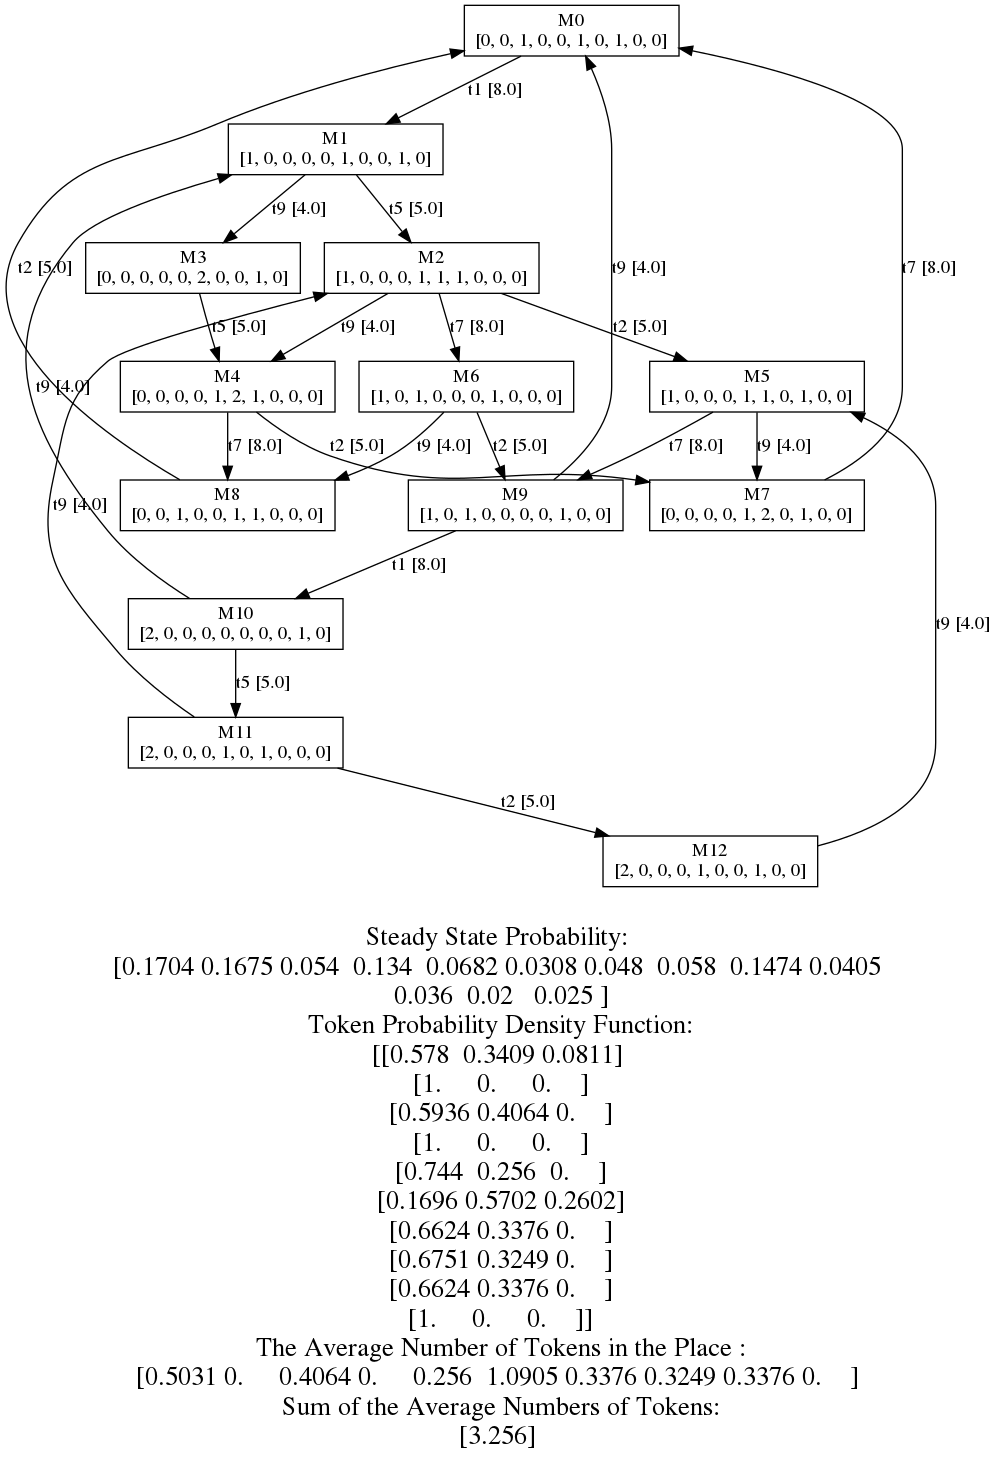 M0
[0, 0, 1, 0, 0, 1, 0, 1, 0, 0]
t1 [8.0]
M1
[1, 0, 0, 0, 0, 1, 0, 0, 1, 0]
t9 [4.0]
t5 [5.0]
M3
[0, 0, 0, 0, 0, 2, 0, 0, 1, 0]
M2
[1, 0, 0, 0, 1, 1, 1, 0, 0, 0]
t2 [5.0]
t9 [4.0]
t7 [8.0]
t5 [5.0]
t9 [4.0]
t7 [8.0]
t2 [5.0]
M4
[0, 0, 0, 0, 1, 2, 1, 0, 0, 0]
M6
[1, 0, 1, 0, 0, 0, 1, 0, 0, 0]
M5
[1, 0, 0, 0, 1, 1, 0, 1, 0, 0]
t9 [4.0]
t7 [8.0]
t2 [5.0]
t9 [4.0]
t2 [5.0]
t7 [8.0]
t9 [4.0]
M8
[0, 0, 1, 0, 0, 1, 1, 0, 0, 0]
M9
[1, 0, 1, 0, 0, 0, 0, 1, 0, 0]
M7
[0, 0, 0, 0, 1, 2, 0, 1, 0, 0]
t9 [4.0]
t1 [8.0]
M10
[2, 0, 0, 0, 0, 0, 0, 0, 1, 0]
t9 [4.0]
t5 [5.0]
M11
[2, 0, 0, 0, 1, 0, 1, 0, 0, 0]
t2 [5.0]
M12
[2, 0, 0, 0, 1, 0, 0, 1, 0, 0]
Steady State Probability:
[0.1704 0.1675 0.054 0.134 0.0682 0.0308 0.048 0.058 0.1474 0.0405
0.036 0.02 0.025 ]
Token Probability Density Function:
[[0.578 0.3409 0.0811]
[1. 0. 0. ]
[0.5936 0.4064 0. ]
[1. 0. 0. ]
[0.744 0.256 0. ]
[0.1696 0.5702 0.2602]
[0.6624 0.3376 0. ]
[0.6751 0.3249 0. ]
[0.6624 0.3376 0. ]
[1. 0. 0. ]]
The Average Number of Tokens in the Place :
[0.5031 0. 0.4064 0. 0.256 1.0905 0.3376 0.3249 0.3376 0. ]
Sum of the Average Numbers of Tokens:
[3.256]